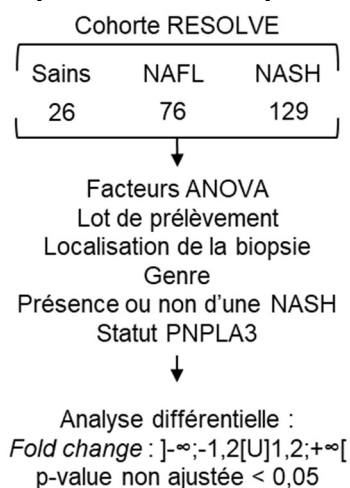 Cohorte RESOLVE
Sains NAFL NASH
26 76 129
Facteurs ANOVA
Lot de prélèvement
Localisation de la biopsie
Genre
Présence ou non d'une NASH
Statut PNPLA3
Analyse différentielle :
Fold change : ]-∞;-1,2[U]1,2;+∞[
p-value non ajustée < 0,05